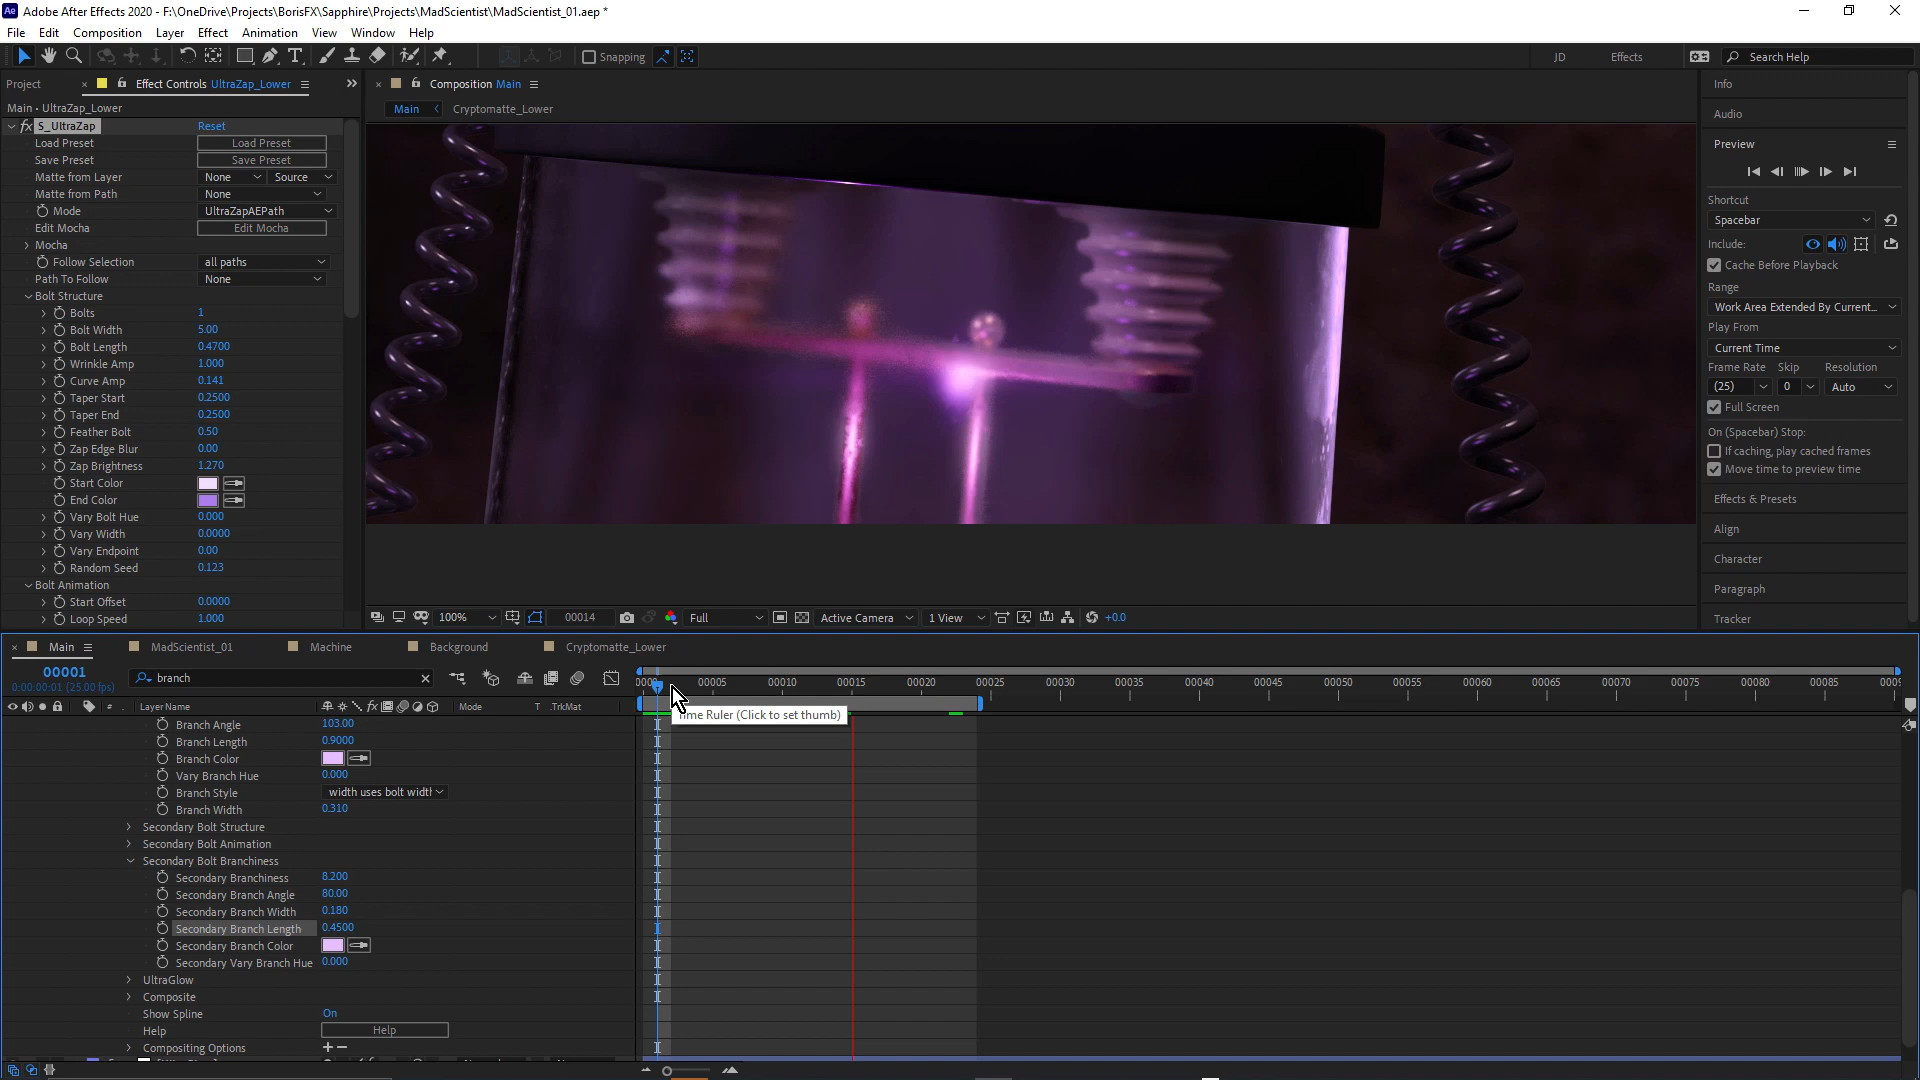 Adobe After Effects 2020 - F:\OneDrive\Projects\BorisFX\Sapphire\Projects\MadScientist\MadScientist_01.aep *
File Edit Composition Layer Effect Animation View Window Help
Snapping JD Effects Search Help
Project Effect Controls UltraZap_Lower
Main • UltraZap_Lower
fx S_UltraZap Reset
Load Preset Load Preset
Save Preset Save Preset
Matte from Layer None Source
Matte from Path None
Mode UltraZapAEPath
Edit Mocha Edit Mocha
Mocha
Follow Selection all paths
Path To Follow None
Bolt Structure
Bolts 1
Bolt Width 5.00
Bolt Length 0.4700
Wrinkle Amp 1.000
Curve Amp 0.141
Taper Start 0.2500
Taper End 0.2500
Feather Bolt 0.50
Zap Edge Blur 0.00
Zap Brightness 1.270
Start Color
End Color
Vary Bolt Hue 0.000
Vary Width 0.0000
Vary Endpoint 0.00
Random Seed 0.123
Bolt Animation
Start Offset 0.0000
Loop Speed 1.000
Composition Main
Main Cryptomatte_Lower
100% 00014 Full Active Camera 1 View +0.0
Info
Audio
Preview
Shortcut
Spacebar
Include:
Cache Before Playback
Range
Work Area Extended By Current...
Play From
Current Time
Frame Rate Skip Resolution
(25) 0 Auto
Full Screen
On (Spacebar) Stop:
If caching, play cached frames
Move time to preview time
Effects & Presets
Align
Character
Paragraph
Tracker
Main MadScientist_01 Machine Background Cryptomatte_Lower
00001
0:00:00:01 (25.00 fps)
branch
00005 00010 00015 00020 00025 00030 00035 00040 00045 00050 00055 00060 00065 00070 00075 00080 00085
# Layer Name fx Mode T .TrkMat
ime Ruler (Click to set thumb)
Branch Angle 103.00
Branch Length 0.9000
Branch Color
Vary Branch Hue 0.000
Branch Style width uses bolt widtl
Branch Width 0.310
Secondary Bolt Structure
Secondary Bolt Animation
Secondary Bolt Branchiness
Secondary Branchiness 8.200
Secondary Branch Angle 80.00
Secondary Branch Width 0.180
Secondary Branch Length 0.4500
Secondary Branch Color
Secondary Vary Branch Hue 0.000
UltraGlow
Composite
Show Spline On
Help Help
Compositing Options + −